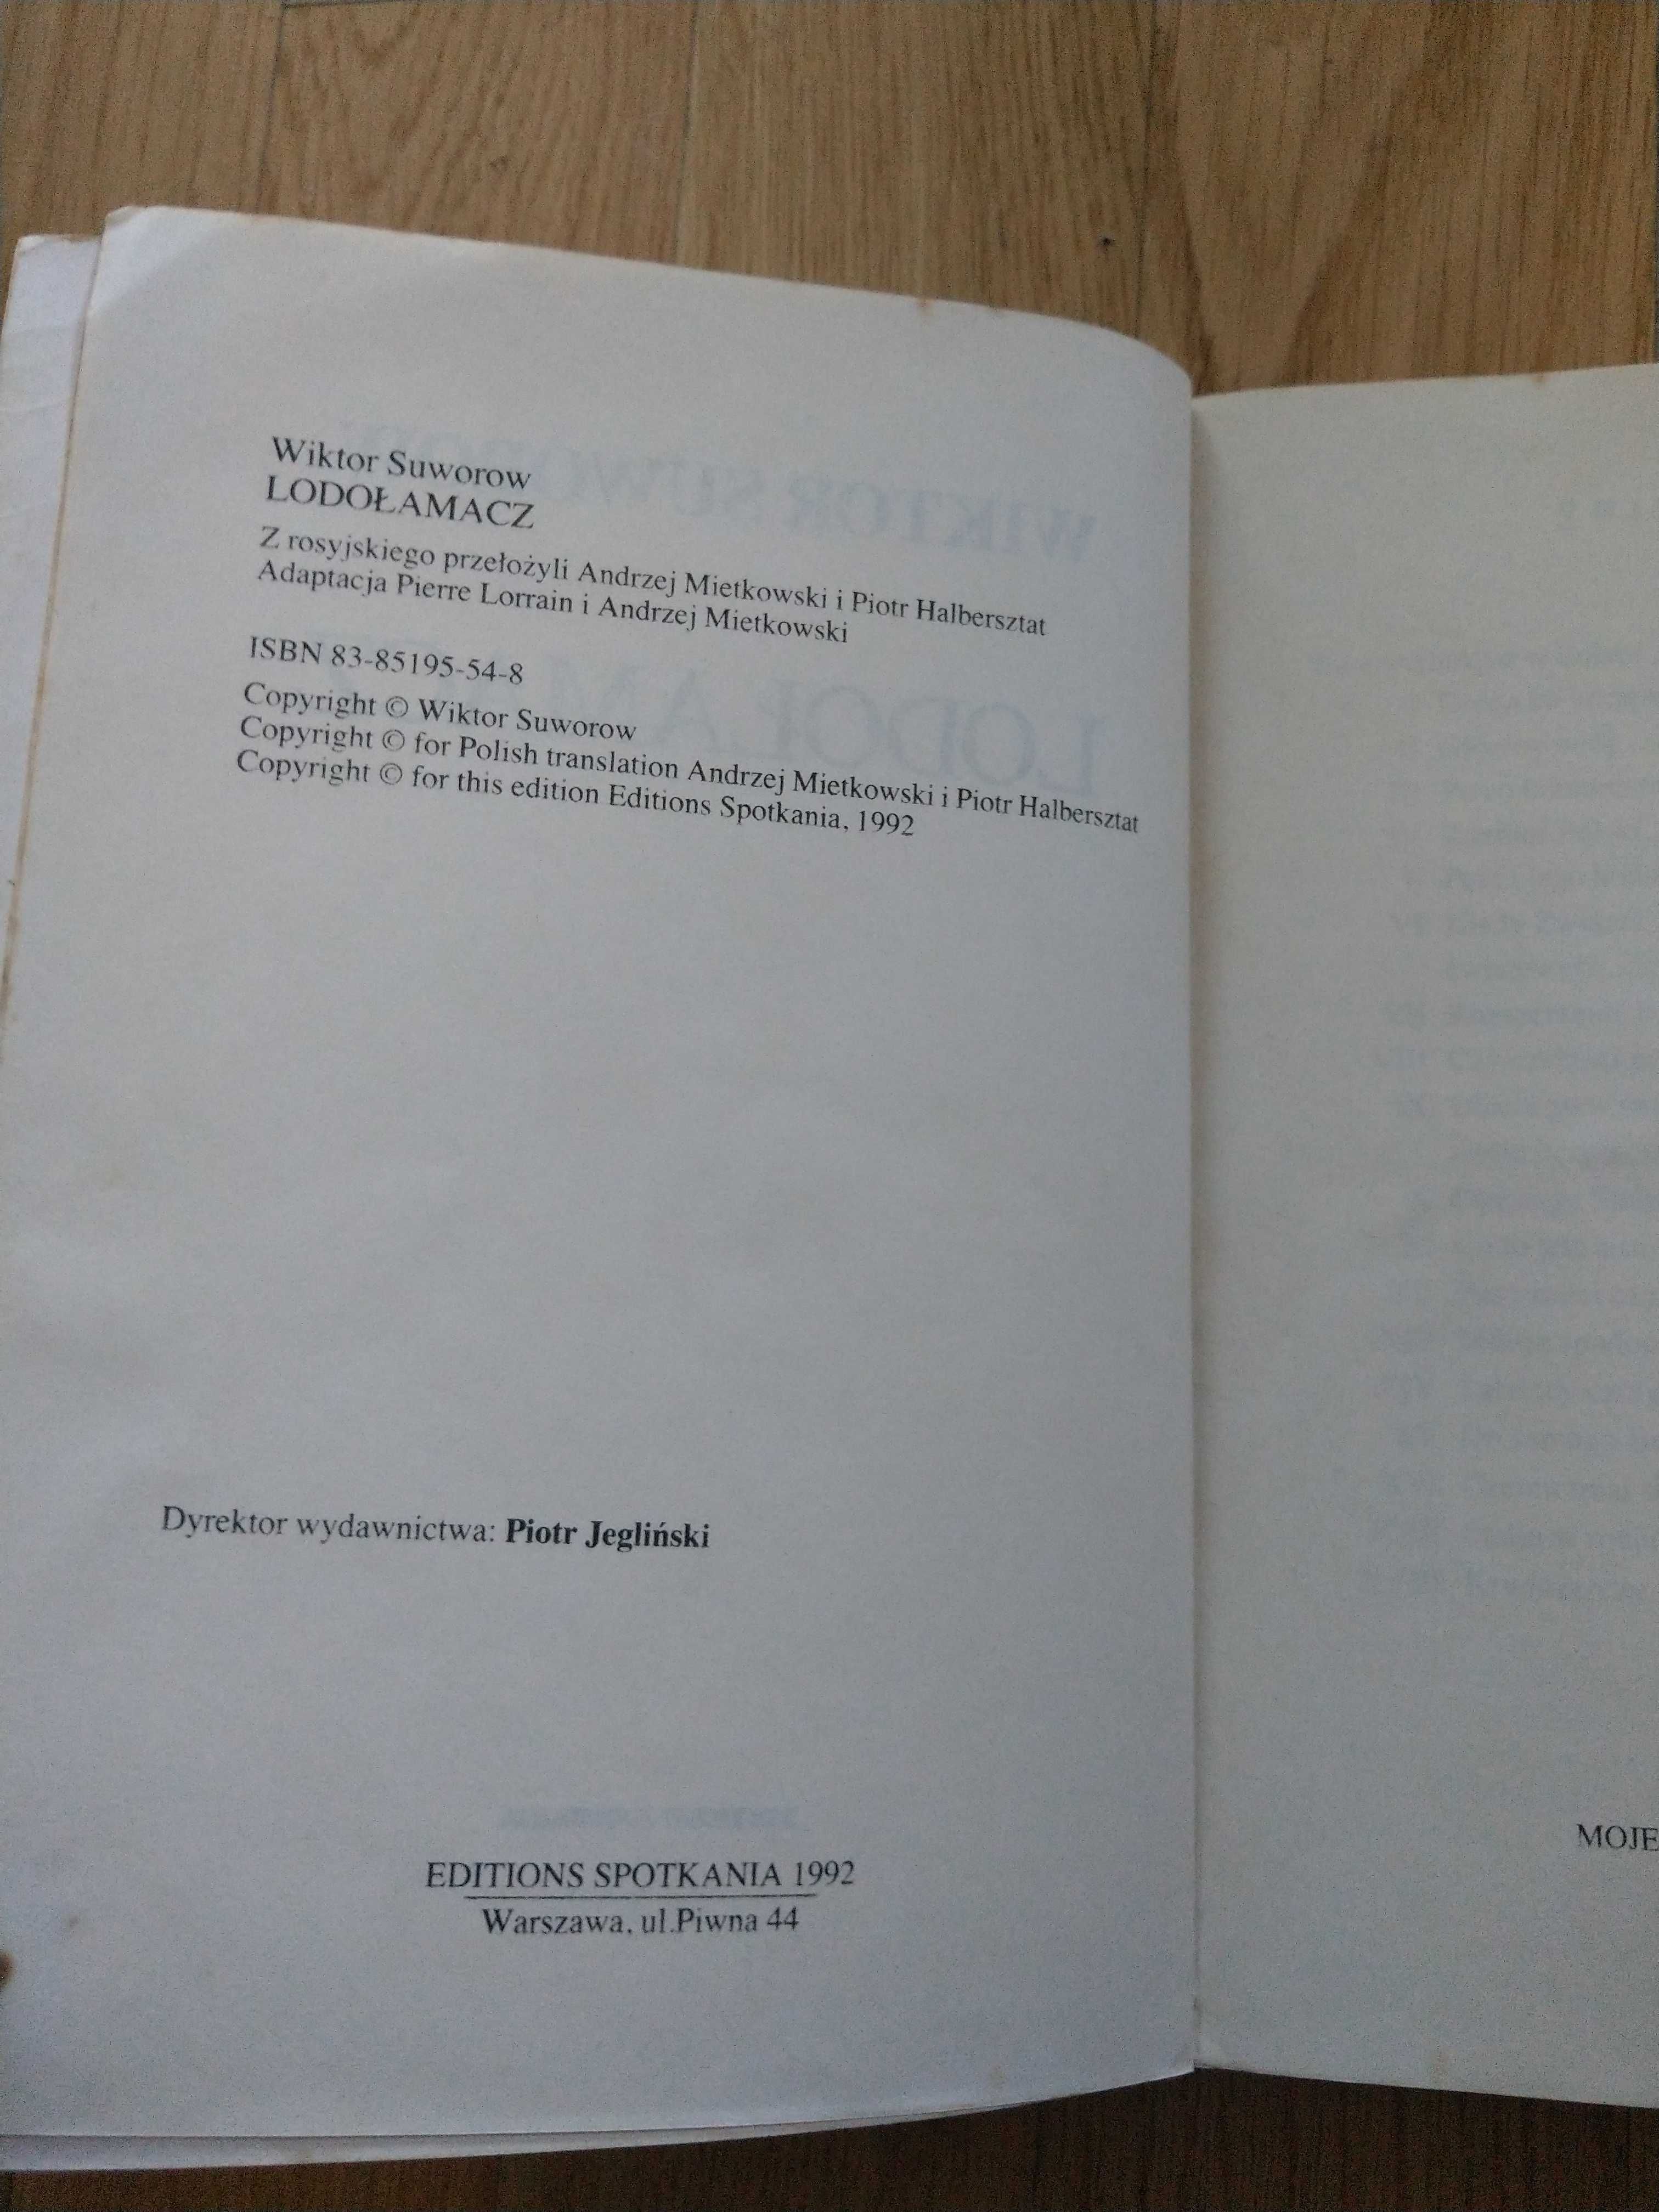 Wiktor Suworow
LODOŁAMACZ
Z rosyjskiego przełożyli Andrzej Mietkowski i Piotr Halbersztat
Adaptacja Pierre Lorrain i Andrzej Mietkowski
ISBN 83-85195-54-8
Copyright © Wiktor Suworow
Copyright © for Polish translation Andrzej Mietkowski i Piotr Halbersztat
Copyright © for this edition Editions Spotkania, 1992
Dyrektor wydawnictwa: Piotr Jegliński
EDITIONS SPOTKANIA 1992
Warszawa, ul.Piwna 44
MOJE